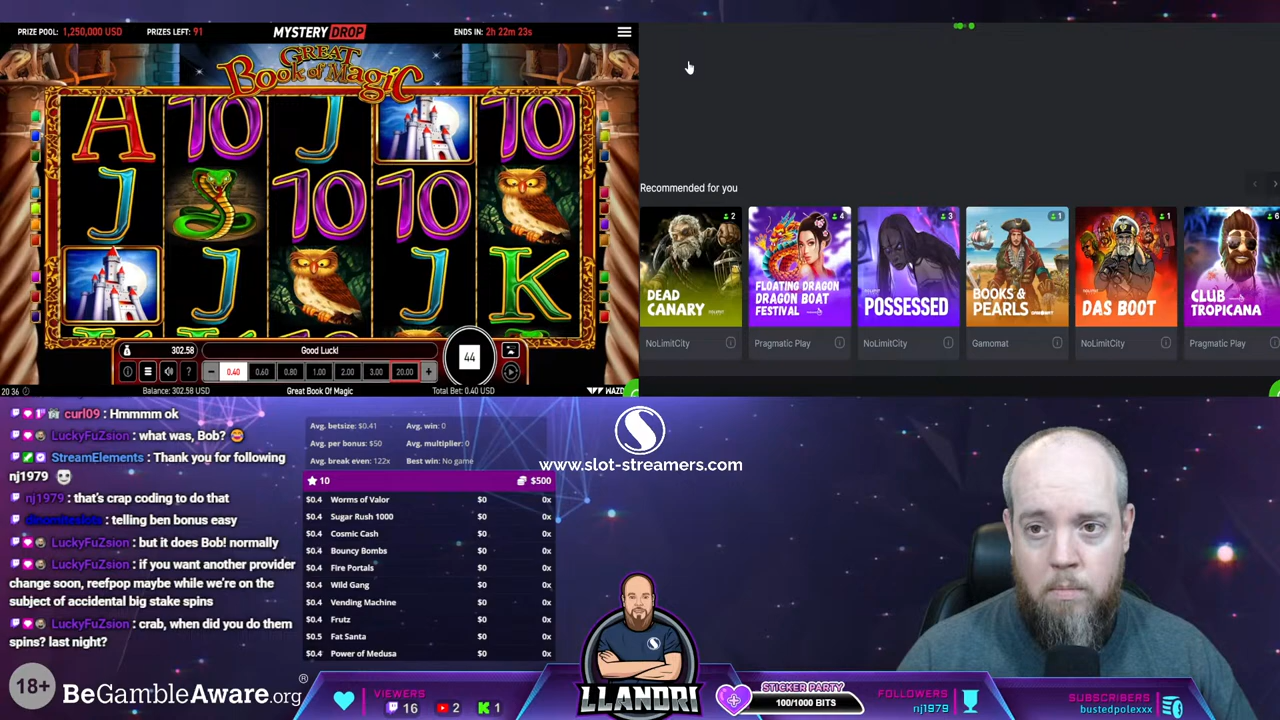 PRIZE POOL: 1,250,000 USD PRIZES LEFT: 91 MYSTERY DROP ENDS IN: 2h 22m 23s
GREAT
Book of Magic
A 10 J 10
J 10 10
J J K
302.58 Good Luck! 44
0.40 0.60 0.80 1.00 2.00 3.00 20.00
20 36 Balance: 302.58 USD Great Book Of Magic Total Bet: 0.40 USD WAZD
Recommended for you
2 4 3 1 1 6
DEAD CANARY
FLOATING DRAGON DRAGON BOAT FESTIVAL
POSSESSED
BOOKS & PEARLS
DAS BOOT
CLUB TROPICANA
NoLimitCity Pragmatic Play NoLimitCity Gamomat NoLimitCity Pragmatic Play
curl09 : Hmmmm ok
LuckyFuZsion : what was, Bob?
StreamElements : Thank you for following
nj1979
nj1979 : that's crap coding to do that
: telling ben bonus easy
LuckyFuZsion : but it does Bob! normally
LuckyFuZsion : if you want another provider
change soon, reefpop maybe while we're on the
subject of accidental big stake spins
LuckyFuZsion : crab, when did you do them
spins? last night?
Avg. betsize: $0.41 Avg. win: 0
Avg. per bonus: $50 Avg. multiplier: 0
Avg. break even: 122x Best win: No game
10 $500
$0.4 Worms of Valor $0 0x
$0.4 Sugar Rush 1000 $0 0x
$0.4 Cosmic Cash $0 0x
$0.4 Bouncy Bombs $0 0x
$0.4 Fire Portals $0 0x
$0.4 Wild Gang $0 0x
$0.4 Vending Machine $0 0x
$0.4 Frutz $0 0x
$0.5 Fat Santa $0 0x
$0.4 Power of Medusa $0 0x
www.slot-streamers.com
18+ BeGambleAware.org®
VIEWERS
16 2 1
LLANDRI
STICKER PARTY
100/1000 BITS
FOLLOWERS
nj1979
SUBSCRIBERS
bustedpolexxx